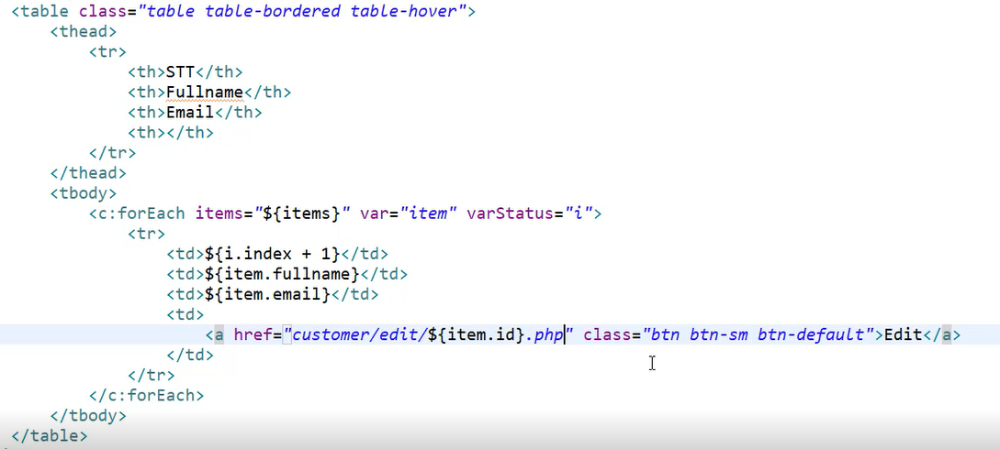 <table class="table table-bordered table-hover">
<thead>
<tr>
<th>STT</th>
<th>Fullname</th>
<th>Email</th>
<th></th>
</tr>
</thead>
<tbody>
<c:forEach items="${items}" var="item" varStatus="i">
<tr>
<td>${i.index + 1}</td>
<td>${item.fullname}</td>
<td>${item.email}</td>
<td>
<a href="customer/edit/${item.id}.php" class="btn btn-sm btn-default">Edit</a>
</td>
</tr>
</c:forEach>
</tbody>
</table>